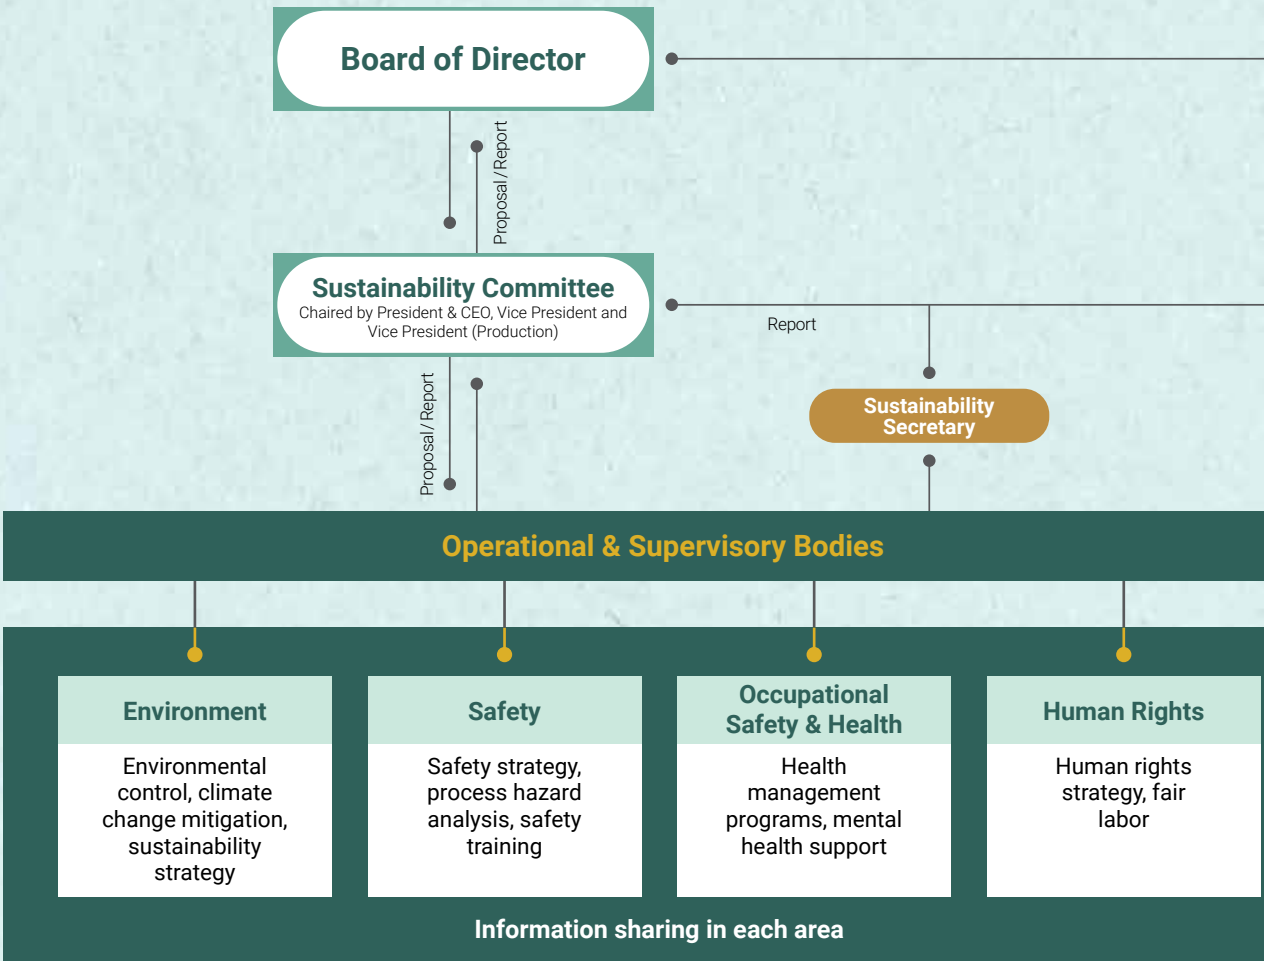 Board of Director
Proposal / Report
Sustainability Committee
Chaired by President & CEO, Vice President and
Vice President (Production)
Report
Proposal / Report
Sustainability
Secretary
Operational & Supervisory Bodies
Environment
Environmental
control, climate
change mitigation,
sustainability
strategy
Safety
Safety strategy,
process hazard
analysis, safety
training
Occupational
Safety & Health
Health
management
programs, mental
health support
Human Rights
Human rights
strategy, fair
labor
Information sharing in each area